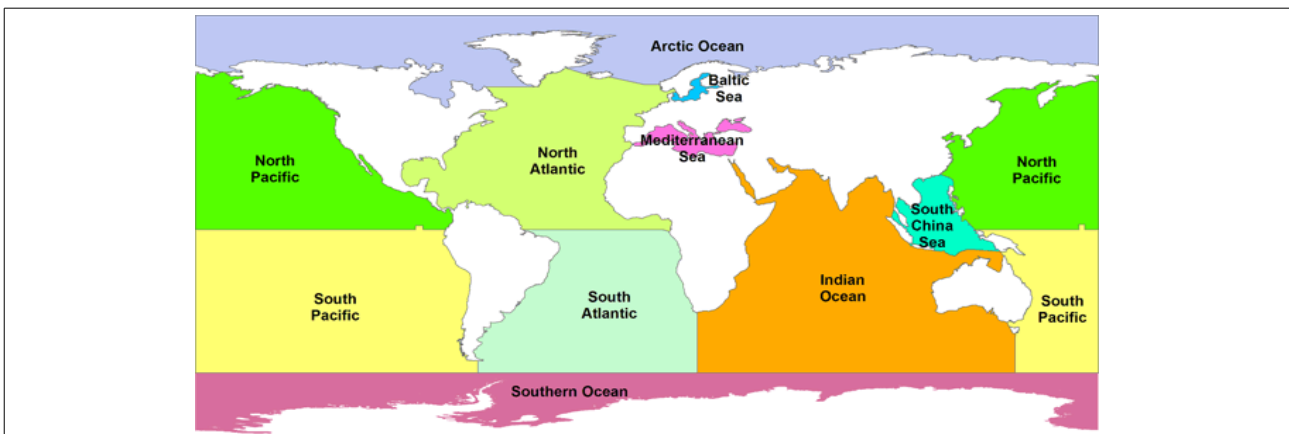 Arctic Ocean
Baltic
Sea
Mediterranean
Sea
North
Pacific
North
Atlantic
North
Pacific
South
China
Sea
Indian
Ocean
South
Pacific
South
Atlantic
South
Pacific
Southern Ocean